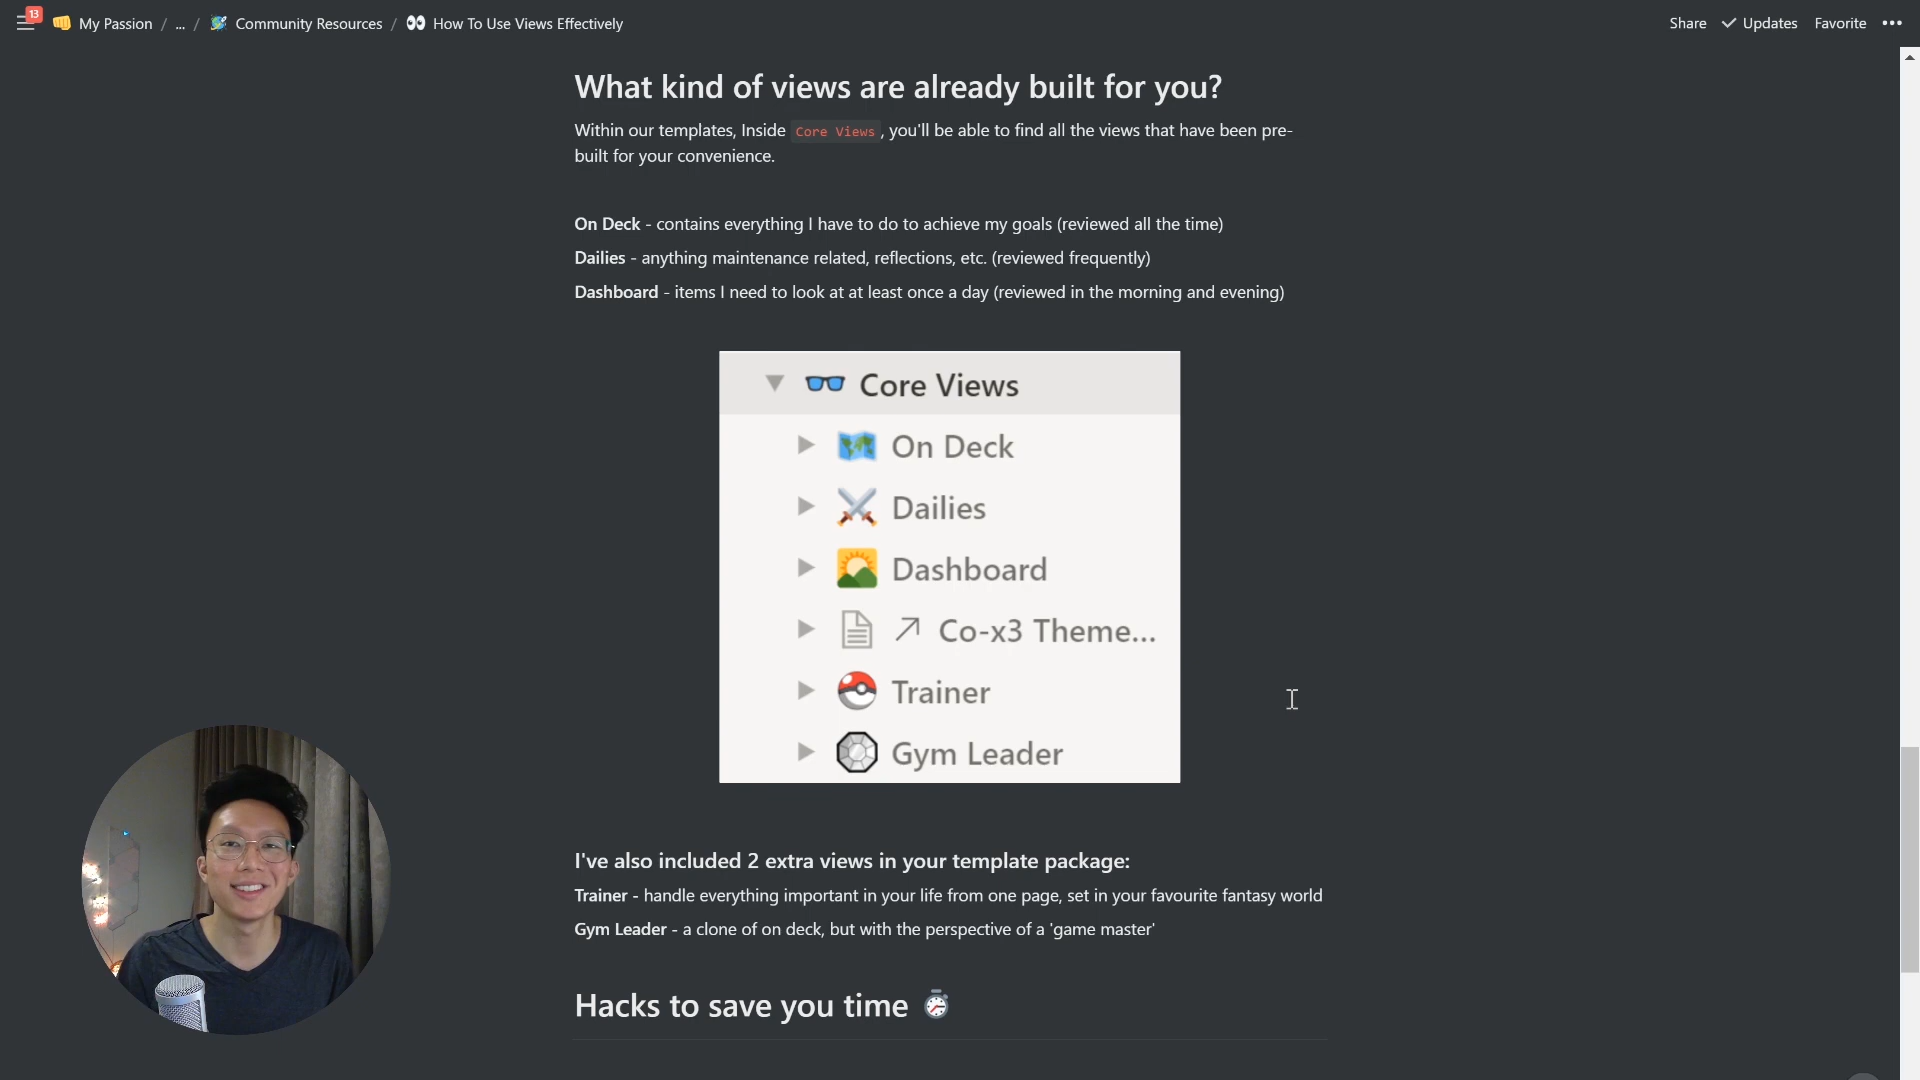 13
My Passion / ... / Community Resources / How To Use Views Effectively
Share Updates Favorite
What kind of views are already built for you?
Within our templates, Inside Core Views, you'll be able to find all the views that have been pre-
built for your convenience.
On Deck - contains everything I have to do to achieve my goals (reviewed all the time)
Dailies - anything maintenance related, reflections, etc. (reviewed frequently)
Dashboard - items I need to look at at least once a day (reviewed in the morning and evening)
Core Views
On Deck
Dailies
Dashboard
Co-x3 Theme...
Trainer
Gym Leader
I've also included 2 extra views in your template package:
Trainer - handle everything important in your life from one page, set in your favourite fantasy world
Gym Leader - a clone of on deck, but with the perspective of a 'game master'
Hacks to save you time